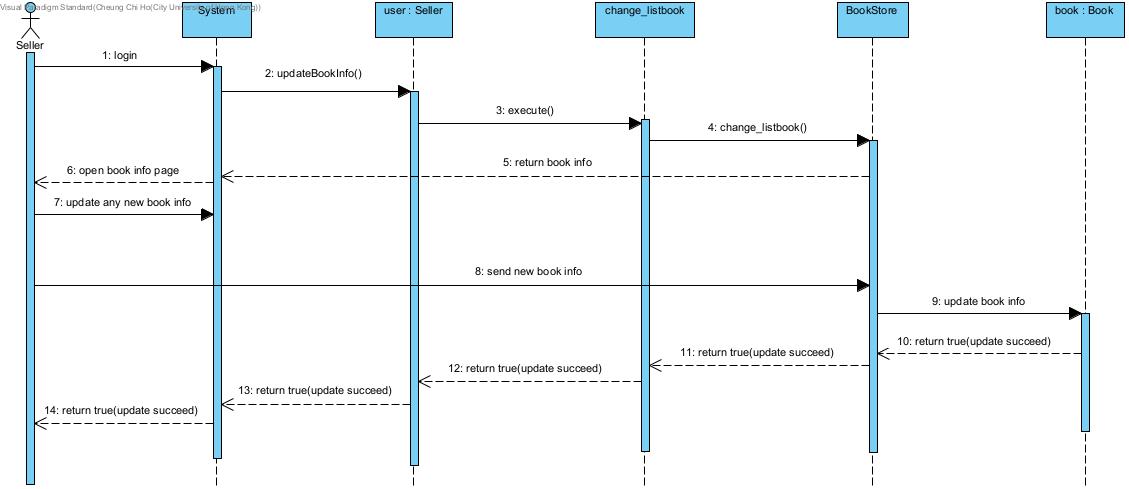 Visual Paradigm Standard(Cheung Chi Ho(City University of Hong Kong))
System
user : Seller
change_listbook
BookStore
book : Book
Seller
1: login
2: updateBookInfo()
3: execute()
4: change_listbook()
5: return book info
6: open book info page
7: update any new book info
8: send new book info
9: update book info
10: return true(update succeed)
11: return true(update succeed)
12: return true(update succeed)
13: return true(update succeed)
14: return true(update succeed)